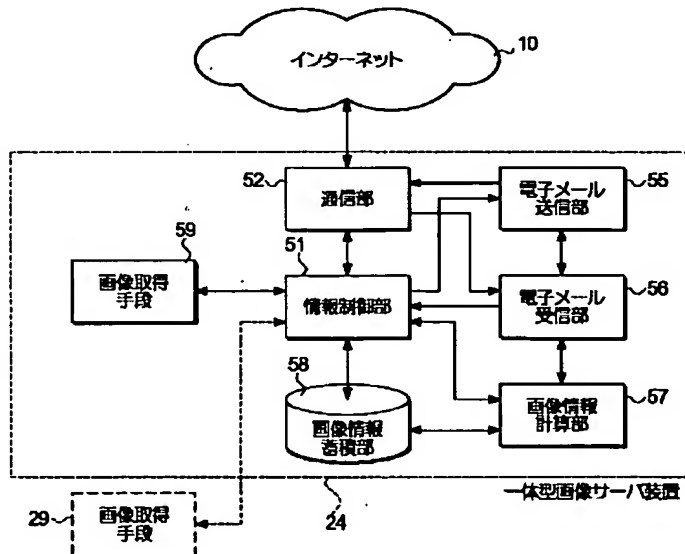 インターネット
10
52
通信部
電子メール
送信部
55
59
画像取得
手段
51
情報制御部
電子メール
受信部
56
58
画像情報
蓄積部
画像情報
計算部
57
24
一体型画像サーバ装置
29
画像取得
手段